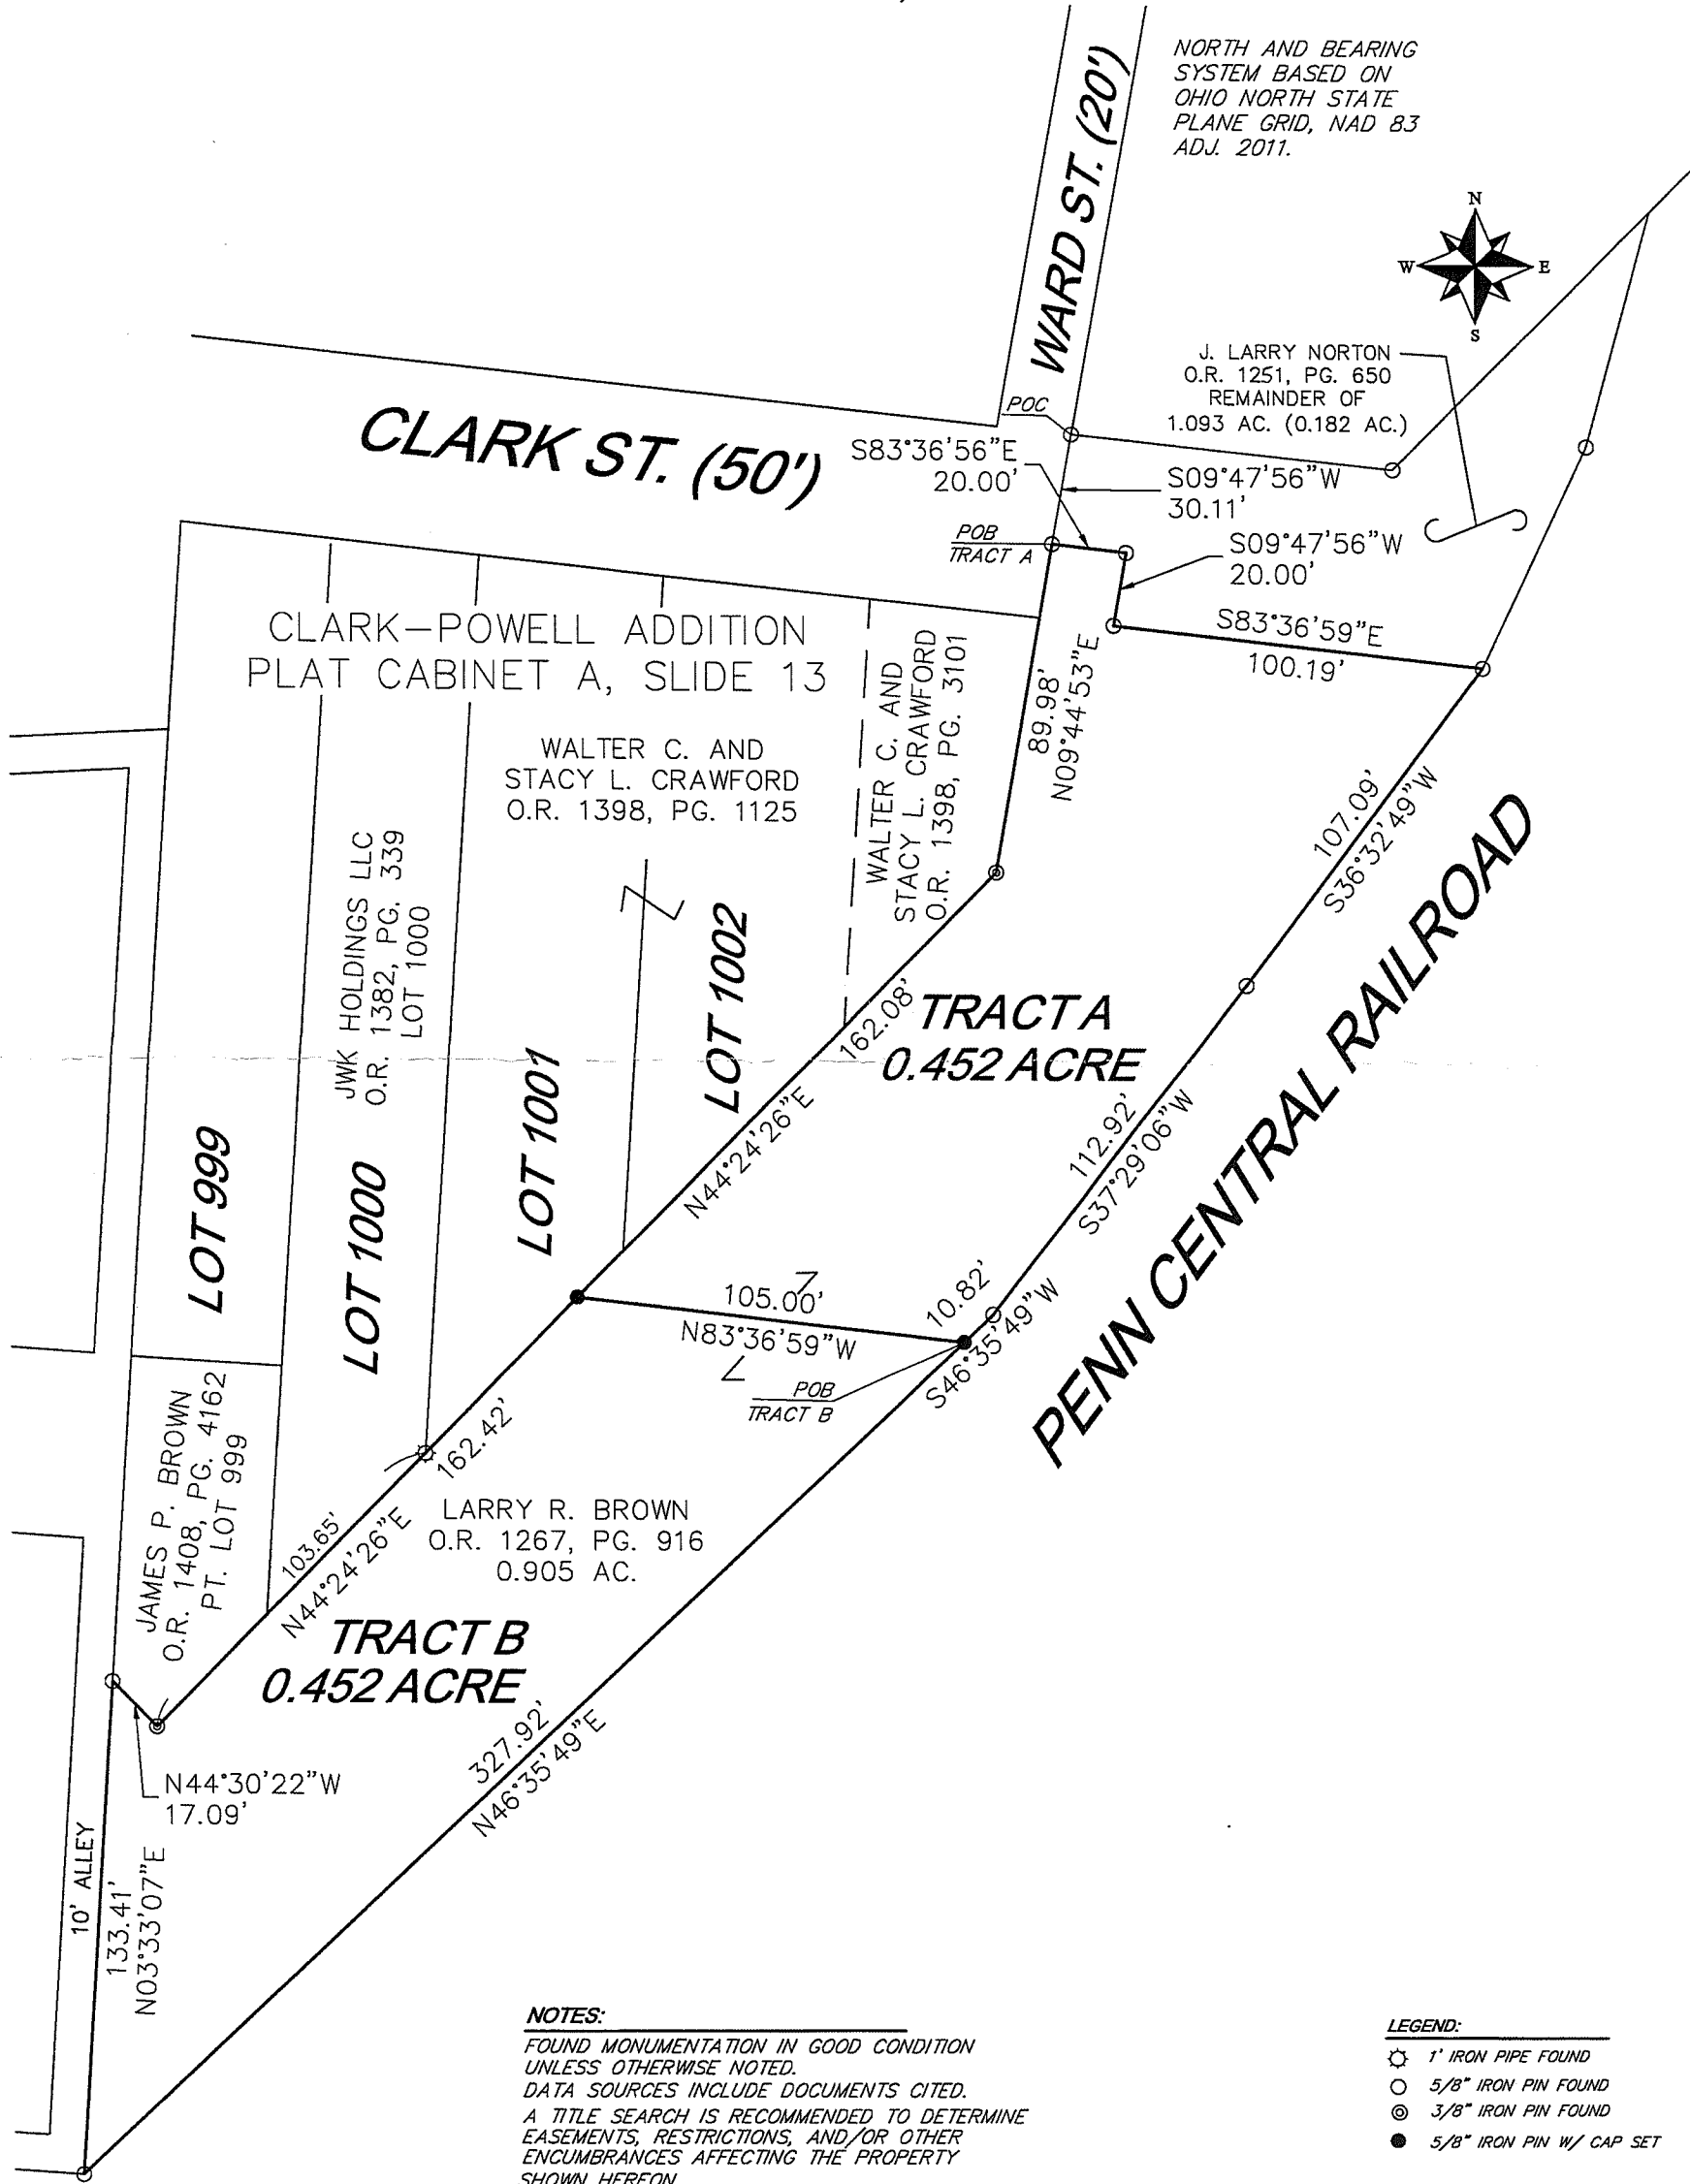 NORTH AND BEARING
SYSTEM BASED ON
OHIO NORTH STATE
PLANE GRID, NAD 83
ADJ. 2011.
WARD ST. (20')
N
W
E
S
J. LARRY NORTON
O.R. 1251, PG. 650
REMAINDER OF
1.093 AC. (0.182 AC.)
POC
CLARK ST. (50')
S83°36'56"E
20.00'
S09°47'56"W
30.11'
POB
TRACT A
S09°47'56"W
20.00'
S83°36'59"E
100.19'
CLARK-POWELL ADDITION
PLAT CABINET A, SLIDE 13
WALTER C. AND
STACY L. CRAWFORD
O.R. 1398, PG. 1125
WALTER C. AND
STACY L. CRAWFORD
O.R. 1398, PG. 3101
89.98'
N09°44'53"E
107.09'
S36°32'49"W
JWK HOLDINGS LLC
O.R. 1382, PG. 339
LOT 1000
LOT 999
LOT 1000
LOT 1001
LOT 1002
162.08'
N44°24'26"E
TRACT A
0.452 ACRE
112.92'
S37°29'06"W
PENN CENTRAL RAILROAD
105.00'
N83°36'59"W
10.82'
S46°35'49"W
POB
TRACT B
JAMES P. BROWN
O.R. 1408, PG. 4162
PT. LOT 999
162.42'
103.65'
N44°24'26"E
LARRY R. BROWN
O.R. 1267, PG. 916
0.905 AC.
TRACT B
0.452 ACRE
N44°30'22"W
17.09'
327.92'
N46°35'49"E
10' ALLEY
133.41'
N03°33'07"E
NOTES:
FOUND MONUMENTATION IN GOOD CONDITION
UNLESS OTHERWISE NOTED.
DATA SOURCES INCLUDE DOCUMENTS CITED.
A TITLE SEARCH IS RECOMMENDED TO DETERMINE
EASEMENTS, RESTRICTIONS, AND/OR OTHER
ENCUMBRANCES AFFECTING THE PROPERTY
SHOWN HEREON
LEGEND:
1' IRON PIPE FOUND
5/8" IRON PIN FOUND
3/8" IRON PIN FOUND
5/8" IRON PIN W/ CAP SET